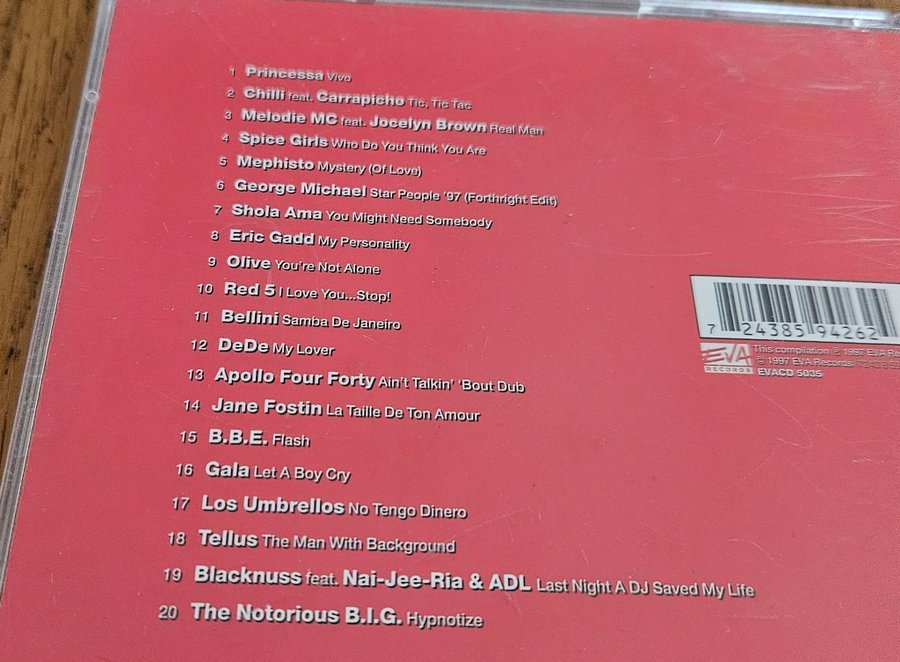 1 Princessa Vivo
2 Chilli feat. Carrapicho Tic, Tic Tac
3 Melodie MC feat. Jocelyn Brown Real Man
4 Spice Girls Who Do You Think You Are
5 Mephisto Mystery (Of Love)
6 George Michael Star People '97 (Forthright Edit)
7 Shola Ama You Might Need Somebody
8 Eric Gadd My Personality
9 Olive You're Not Alone
10 Red 5 I Love You...Stop!
11 Bellini Samba De Janeiro
12 DeDe My Lover
13 Apollo Four Forty Ain't Talkin' ‘Bout Dub
14 Jane Fostin La Taille De Ton Amour
15 B.B.E. Flash
16 Gala Let A Boy Cry
17 Los Umbrellos No Tengo Dinero
18 Tellus The Man With Background
19 Blacknuss feat. Nai-Jee-Ria & ADL Last Night A DJ Saved My Life
20 The Notorious B.I.G. Hypnotize
7 24385 94262
EVA RECORDS
This compilation ℗ 1997 EVA
© 1997 EVA Records
EVACD 5035